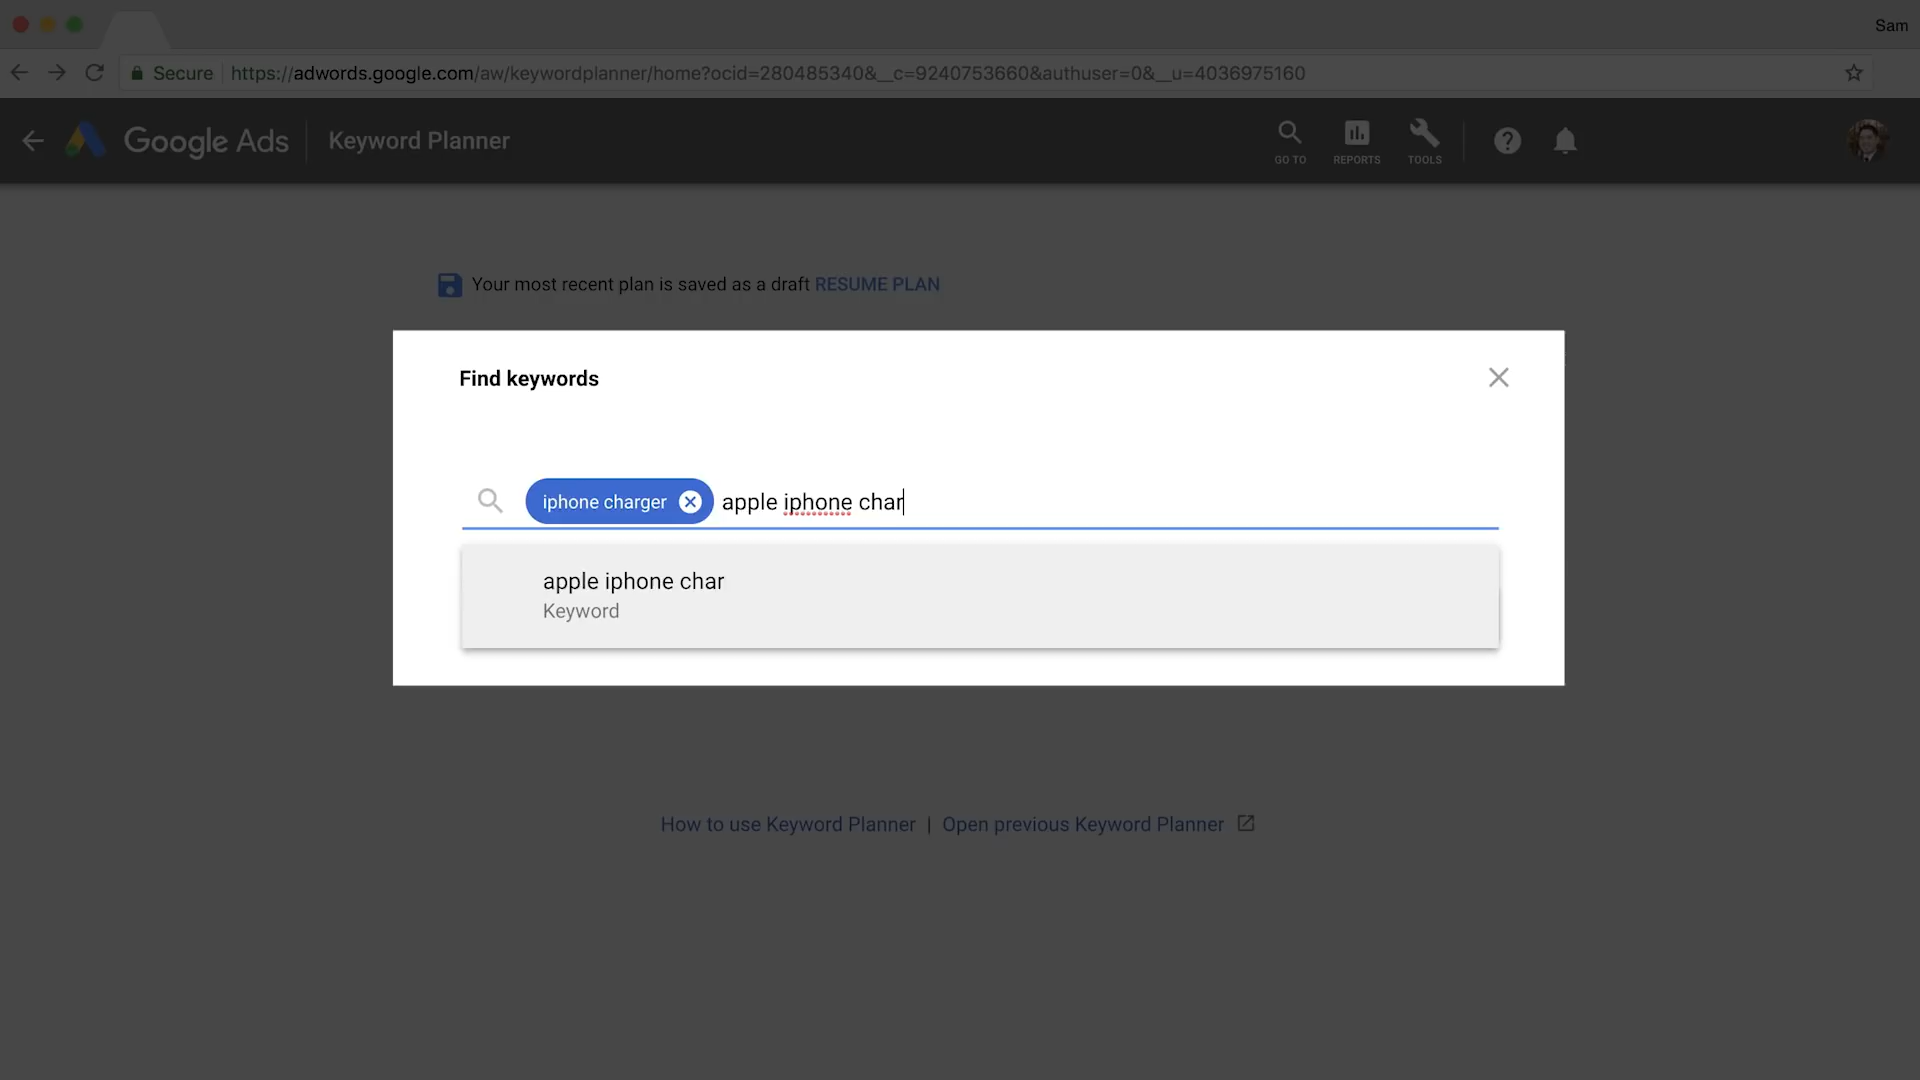 Sam
Secure https://adwords.google.com/aw/keywordplanner/home?ocid=280485340&__c=9240753660&authuser=0&__u=4036975160
Google Ads Keyword Planner
GO TO REPORTS TOOLS
Your most recent plan is saved as a draft RESUME PLAN
Find keywords
iphone charger apple iphone char
apple iphone char
Keyword
How to use Keyword Planner | Open previous Keyword Planner